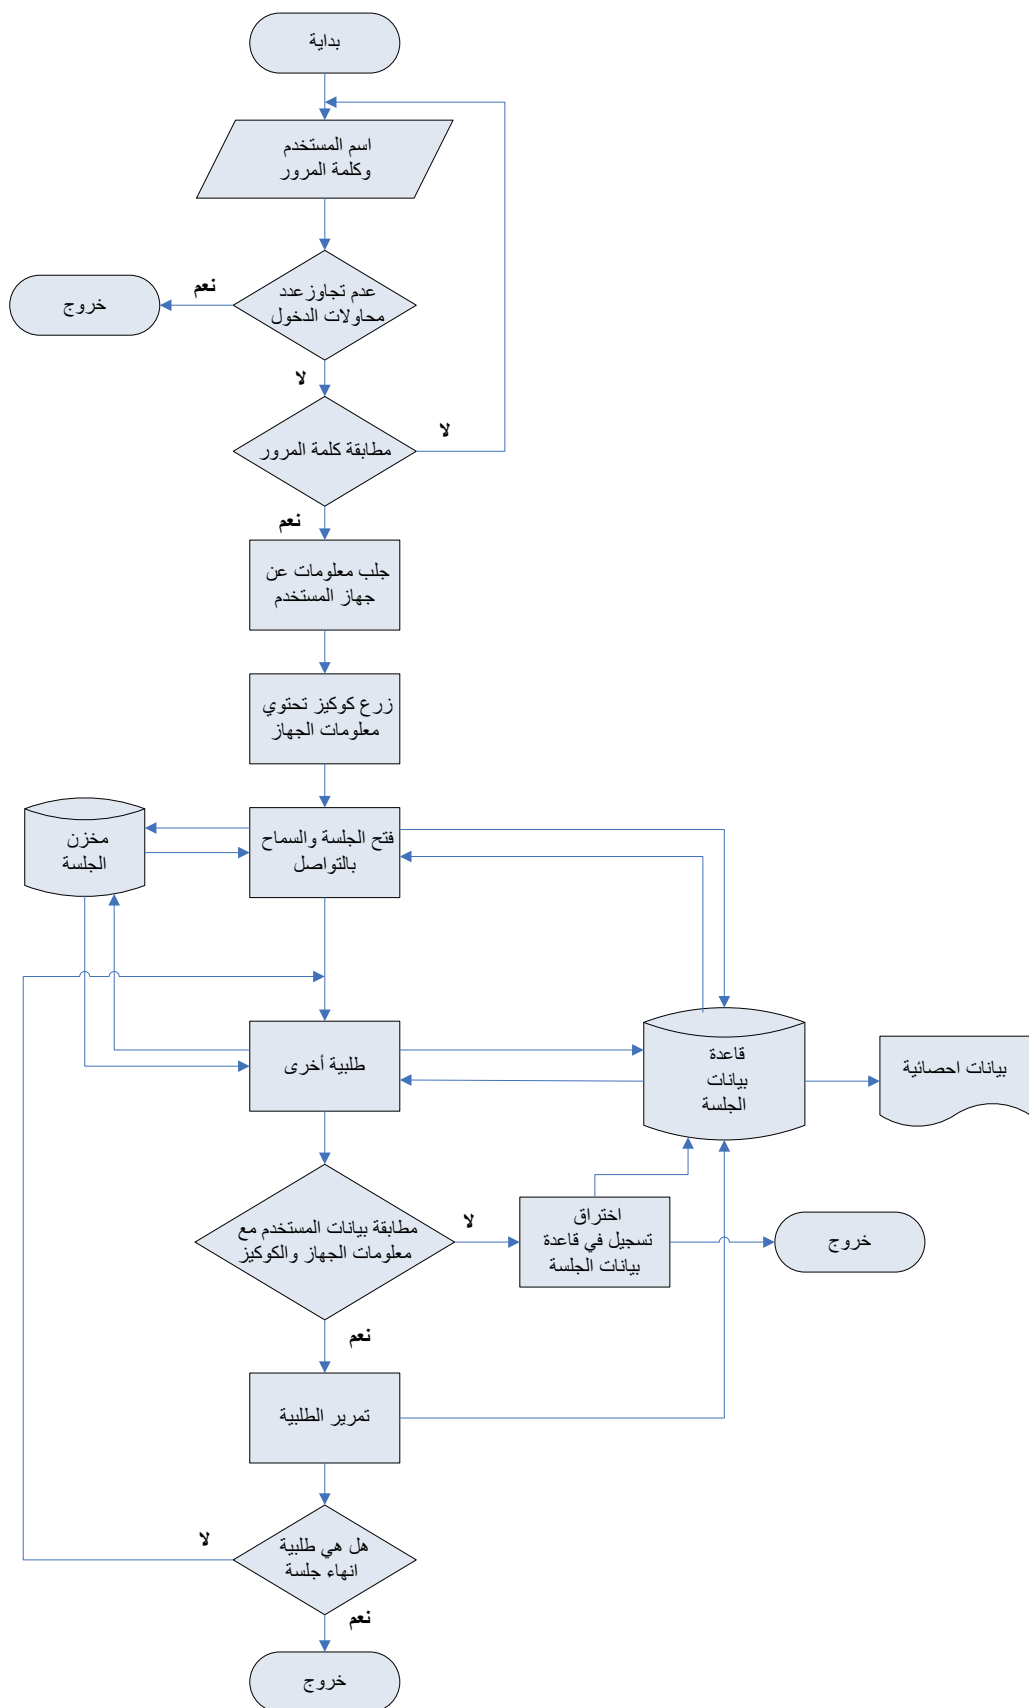 بداية
اسم المستخدم
وكلمة المرور
عدم تجاوز عدد
محاولات الدخول
نعم
خروج
لا
مطابقة كلمة المرور
لا
نعم
جلب معلومات عن
جهاز المستخدم
زرع كوكيز تحتوي
معلومات الجهاز
فتح الجلسة والسماح
بالتواصل
مخزن
الجلسة
طلبية أخرى
قاعدة
بيانات
الجلسة
بيانات احصائية
مطابقة بيانات المستخدم مع
معلومات الجهاز والكوكيز
لا
اختراق
تسجيل في قاعدة
بيانات الجلسة
خروج
نعم
تمرير الطلبية
هل هي طلبية
انهاء جلسة
لا
نعم
خروج